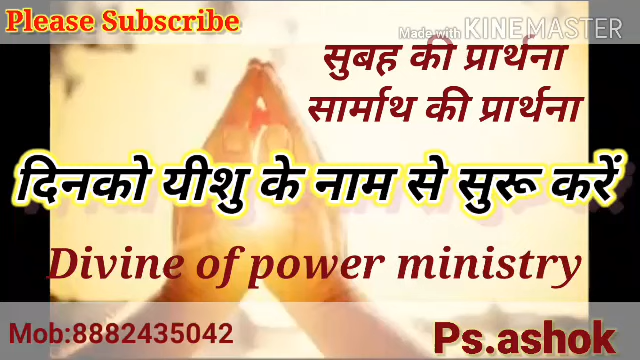 Please Subscribe
Made with KINEMASTER
सुबह की प्रार्थना
सार्माथ की प्रार्थना
दिनको यीशु के नाम से सुरू करें
Divine of power ministry
Mob:8882435042
Ps.ashok